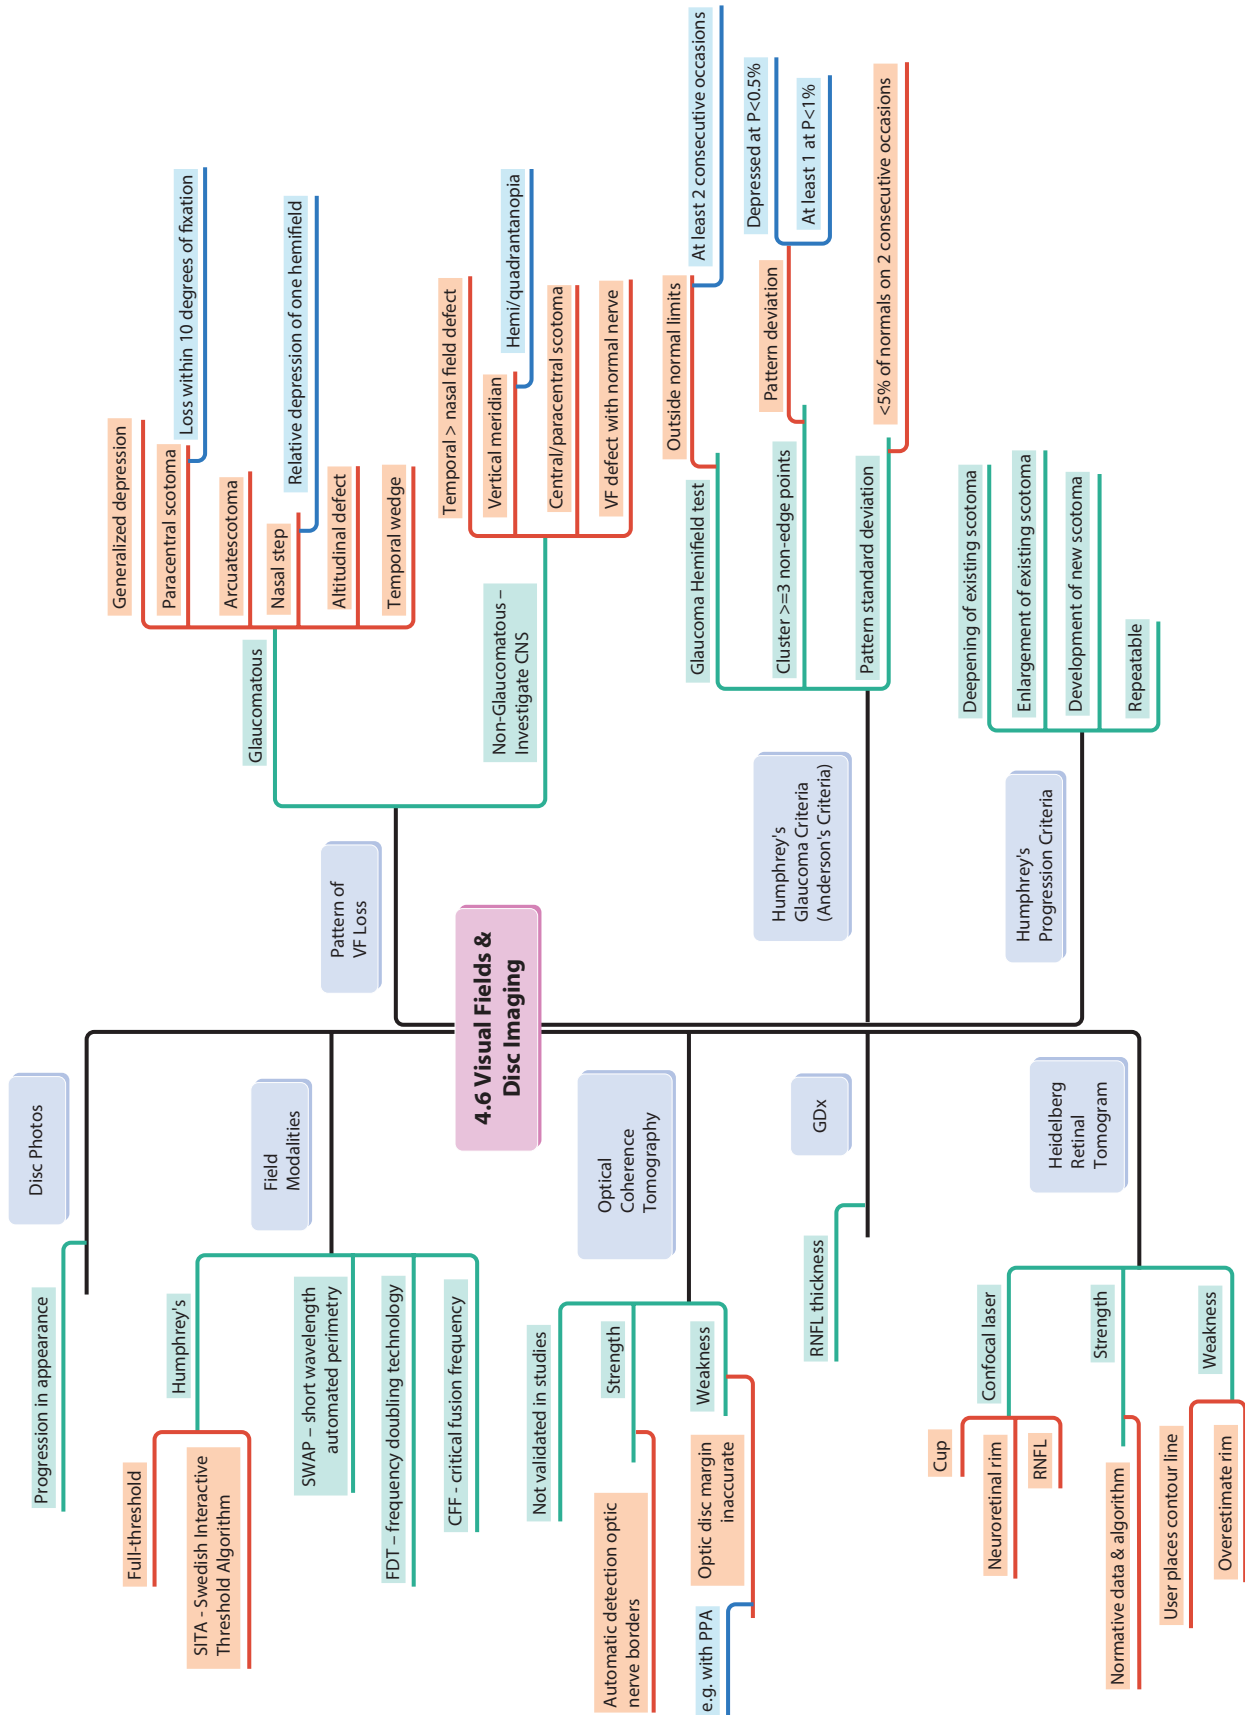 4.6 Visual Fields &
Disc Imaging
Disc Photos
Progression in appearance
Field
Modalities
Humphrey's
Full-threshold
SITA - Swedish Interactive
Threshold Algorithm
SWAP – short wavelength
automated perimetry
FDT – frequency doubling technology
CFF - critical fusion frequency
Optical
Coherence
Tomography
Not validated in studies
Strength
Automatic detection optic
nerve borders
Weakness
Optic disc margin
inaccurate
e.g. with PPA
GDx
RNFL thickness
Heidelberg
Retinal
Tomogram
Confocal laser
Cup
Neuroretinal rim
RNFL
Strength
Normative data & algorithm
Weakness
User places contour line
Overestimate rim
Pattern of
VF Loss
Glaucomatous
Generalized depression
Paracentral scotoma
Loss within 10 degrees of fixation
Arcuatescotoma
Nasal step
Relative depression of one hemifield
Altitudinal defect
Temporal wedge
Non-Glaucomatous –
Investigate CNS
Temporal > nasal field defect
Vertical meridian
Hemi/quadrantanopia
Central/paracentral scotoma
VF defect with normal nerve
Humphrey's
Glaucoma Criteria
(Anderson's Criteria)
Glaucoma Hemifield test
Outside normal limits
At least 2 consecutive occasions
Cluster >=3 non-edge points
Pattern deviation
Depressed at P<0.5%
At least 1 at P<1%
Pattern standard deviation
<5% of normals on 2 consecutive occasions
Humphrey's
Progression Criteria
Deepening of existing scotoma
Enlargement of existing scotoma
Development of new scotoma
Repeatable